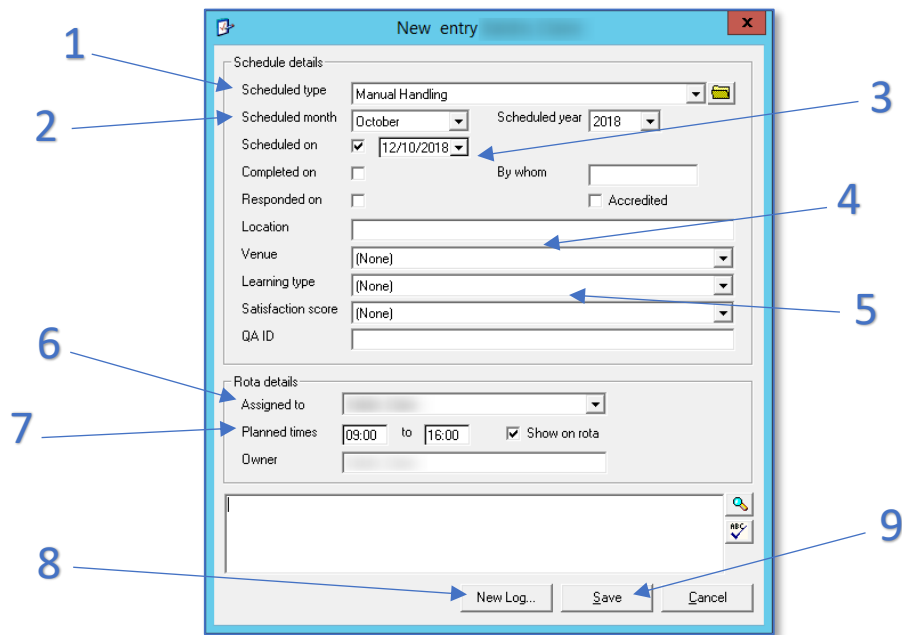 New entry
x
1
Schedule details
Scheduled type Manual Handling
3
2
Scheduled month October Scheduled year 2018
Scheduled on 12/10/2018
Completed on By whom
Responded on Accredited
4
Location
Venue (None)
Learning type (None)
5
Satisfaction score (None)
QA ID
6
Rota details
Assigned to
7
Planned times 09:00 to 16:00 Show on rota
Owner
ABC
9
8
New Log... Save Cancel